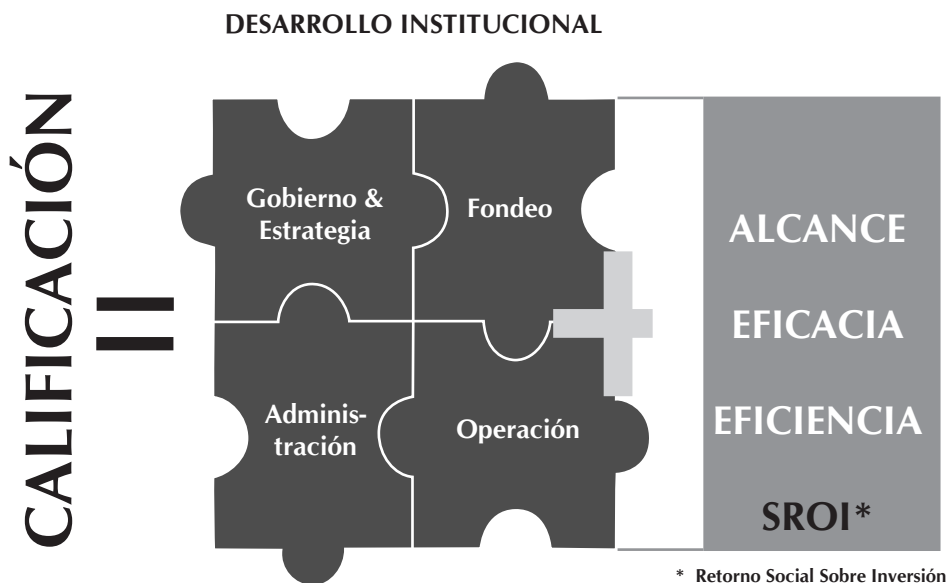 DESARROLLO INSTITUCIONAL
CALIFICACIÓN
=
Gobierno &
Estrategia
Fondeo
Adminis-
tración
Operación
+
ALCANCE
EFICACIA
EFICIENCIA
SROI*
* Retorno Social Sobre Inversión